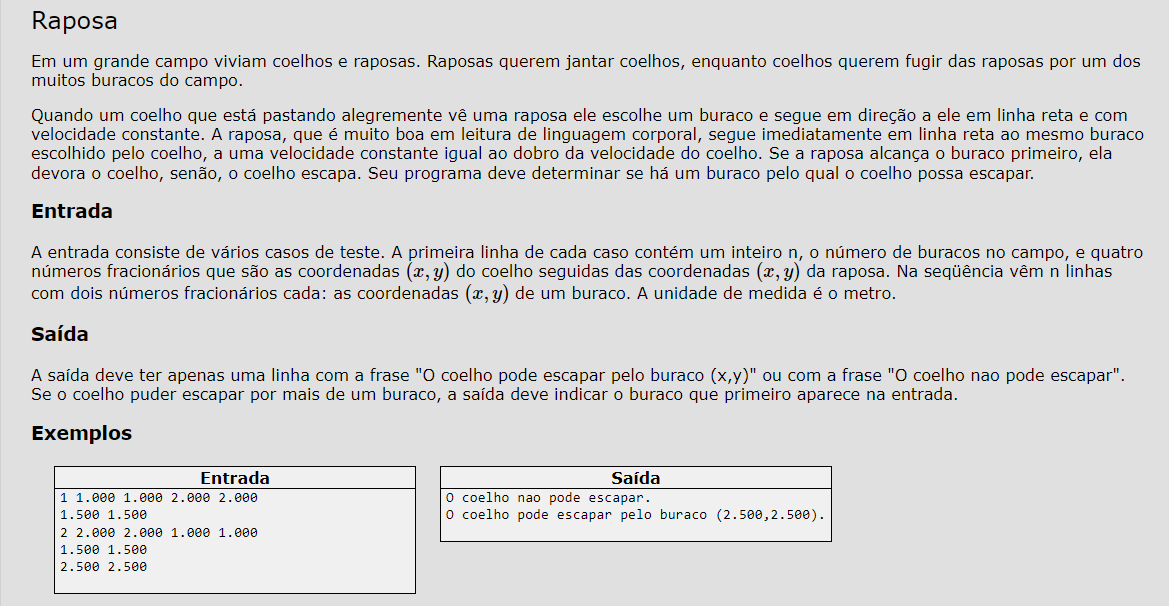 Raposa
Em um grande campo viviam coelhos e raposas. Raposas querem jantar coelhos, enquanto coelhos querem fugir das raposas por um dos
muitos buracos do campo.
Quando um coelho que está pastando alegremente vê uma raposa ele escolhe um buraco e segue em direção a ele em linha reta e com
velocidade constante. A raposa, que é muito boa em leitura de linguagem corporal, segue imediatamente em linha reta ao mesmo buraco
escolhido pelo coelho, a uma velocidade constante igual ao dobro da velocidade do coelho. Se a raposa alcança o buraco primeiro, ela
devora o coelho, senão, o coelho escapa. Seu programa deve determinar se há um buraco pelo qual o coelho possa escapar.
Entrada
A entrada consiste de vários casos de teste. A primeira linha de cada caso contém um inteiro n, o número de buracos no campo, e quatro
números fracionários que são as coordenadas (x, y) do coelho seguidas das coordenadas (x, y) da raposa. Na seqüência vêm n linhas
com dois números fracionários cada: as coordenadas (x, y) de um buraco. A unidade de medida é o metro.
Saída
A saída deve ter apenas uma linha com a frase "O coelho pode escapar pelo buraco (x,y)" ou com a frase "O coelho nao pode escapar".
Se o coelho puder escapar por mais de um buraco, a saída deve indicar o buraco que primeiro aparece na entrada.
Exemplos
Entrada
1 1.000 1.000 2.000 2.000
1.500 1.500
2 2.000 2.000 1.000 1.000
1.500 1.500
2.500 2.500
Saída
O coelho nao pode escapar.
O coelho pode escapar pelo buraco (2.500,2.500).